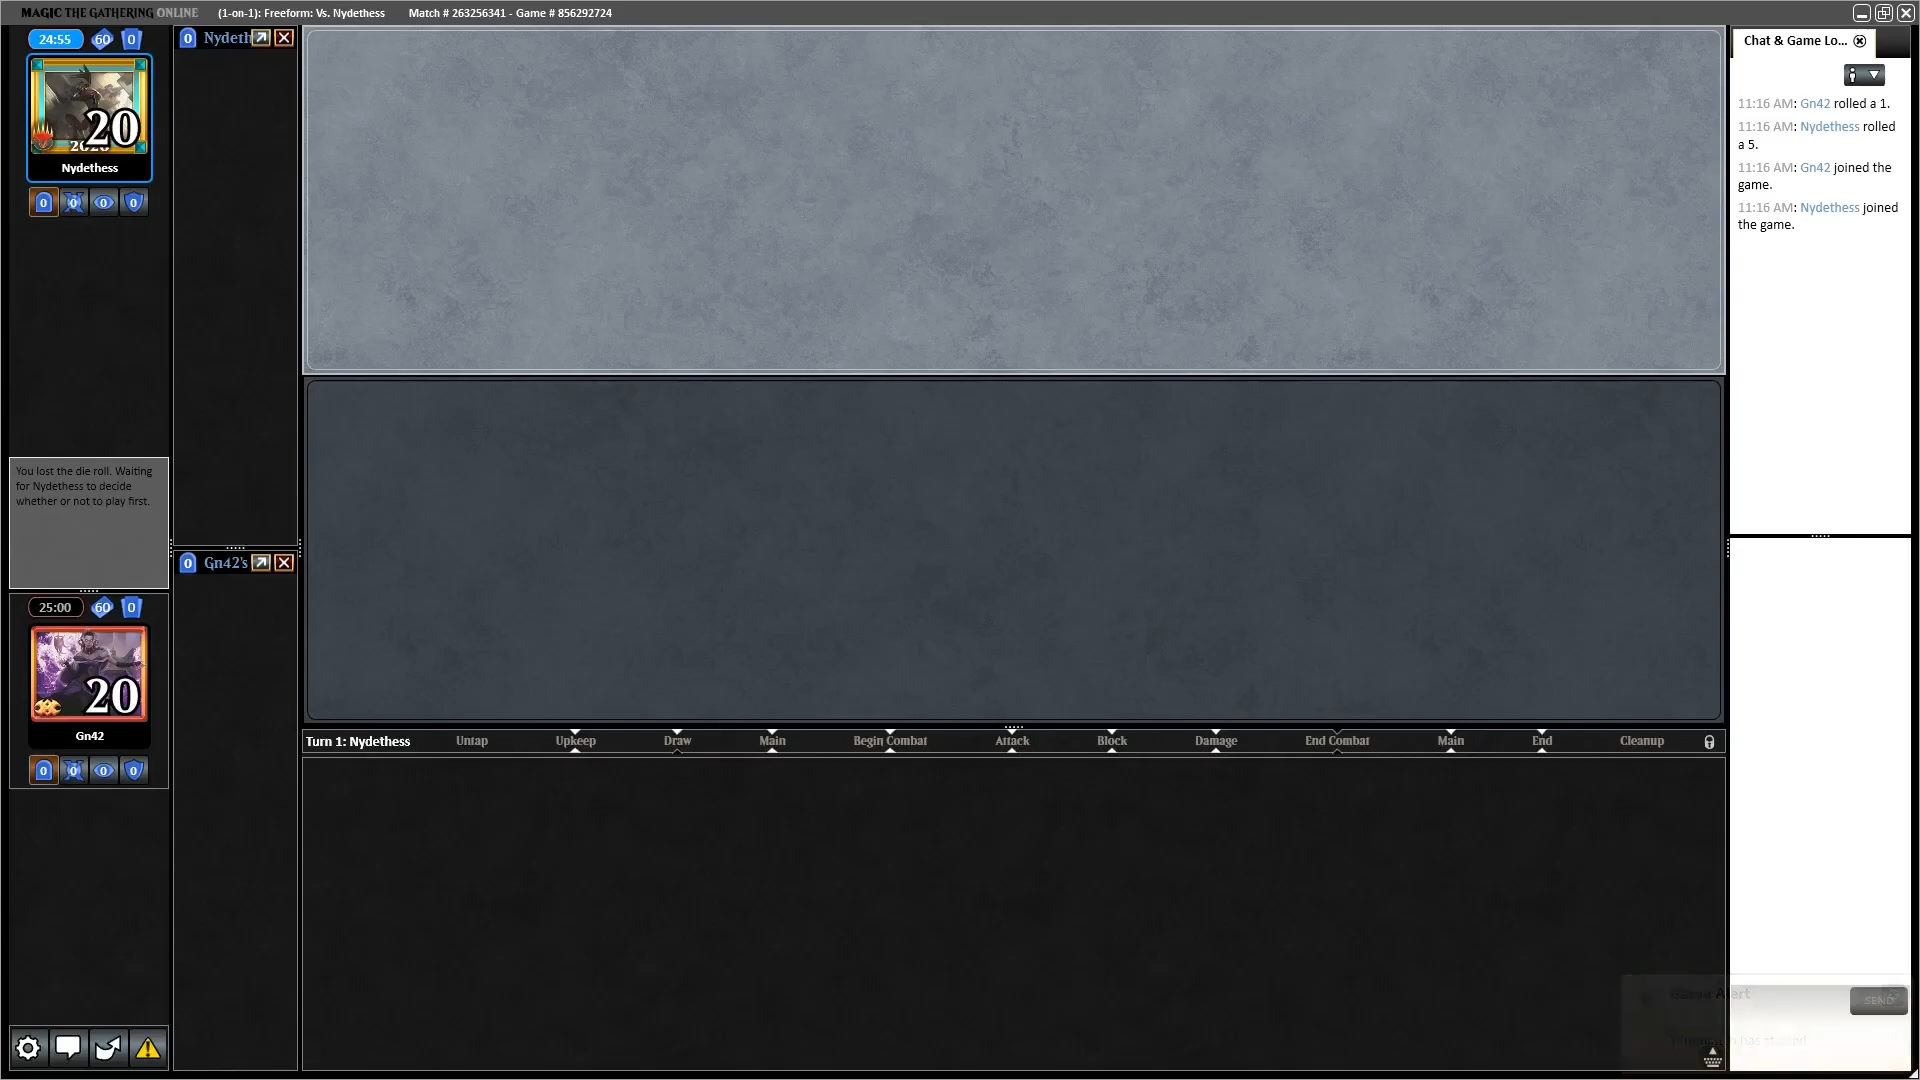 MAGIC THE GATHERING ONLINE (1-on-1): Freeform: Vs. Nydethess Match # 263256341 - Game # 856292724
24:55 60 0
20
Nydethess
0 0 0 0
0 Nydeth
You lost the die roll. Waiting
for Nydethess to decide
whether or not to play first.
25:00 60 0
20
Gn42
0 0 0 0
0 Gn42's
Turn 1: Nydethess Untap Upkeep Draw Main Begin Combat Attack Block Damage End Combat Main End Cleanup
Chat & Game Lo...
11:16 AM: Gn42 rolled a 1.
11:16 AM: Nydethess rolled
a 5.
11:16 AM: Gn42 joined the
game.
11:16 AM: Nydethess joined
the game.
Game Alert
SEND
has started